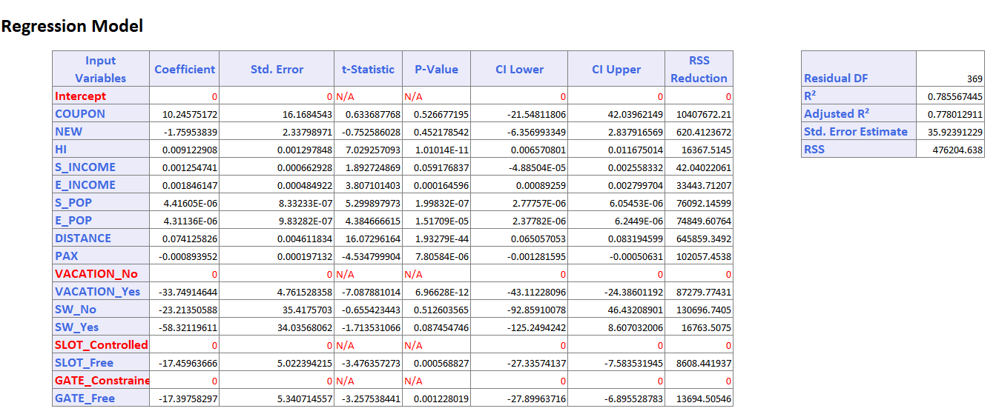 Regression Model
Input Variables Coefficient Std. Error t-Statistic P-Value CI Lower CI Upper RSS Reduction
Intercept 0 0 N/A N/A 0 0 0
COUPON 10.24575172 16.1684543 0.633687768 0.526677195 -21.54811806 42.03962149 10407672.21
NEW -1.75953839 2.33798971 -0.752586028 0.452178542 -6.356993349 2.837916569 620.4123672
HI 0.009122908 0.001297848 7.029257093 1.01014E-11 0.006570801 0.011675014 16367.5145
S_INCOME 0.001254741 0.000662928 1.892724869 0.059176837 -4.88504E-05 0.002558332 42.04022061
E_INCOME 0.001846147 0.000484922 3.807101403 0.000164596 0.00089259 0.002799704 33443.71207
S_POP 4.41605E-06 8.33233E-07 5.299897973 1.99832E-07 2.77757E-06 6.05453E-06 76092.14599
E_POP 4.31136E-06 9.83282E-07 4.384666615 1.51709E-05 2.37782E-06 6.2449E-06 74849.60764
DISTANCE 0.074125826 0.004611834 16.07296164 1.93279E-44 0.065057053 0.083194599 645859.3492
PAX -0.000893952 0.000197132 -4.534799904 7.80584E-06 -0.001281595 -0.00050631 102057.4538
VACATION_No 0 0 N/A N/A 0 0 0
VACATION_Yes -33.74914644 4.761528358 -7.087881014 6.96628E-12 -43.11228096 -24.38601192 87279.77431
SW_No -23.21350588 35.4175703 -0.655423443 0.512603565 -92.85910078 46.43208901 130696.7405
SW_Yes -58.32119611 34.03568062 -1.713531066 0.087454746 -125.2494242 8.607032006 16763.5075
SLOT_Controlled 0 0 N/A N/A 0 0 0
SLOT_Free -17.45963666 5.022394215 -3.476357273 0.000568827 -27.33574137 -7.583531945 8608.441937
GATE_Constraine 0 0 N/A N/A 0 0 0
GATE_Free -17.39758297 5.340714557 -3.257538441 0.001228019 -27.89963716 -6.895528783 13694.50546
Residual DF 369
R² 0.785567445
Adjusted R² 0.778012911
Std. Error Estimate 35.92391229
RSS 476204.638